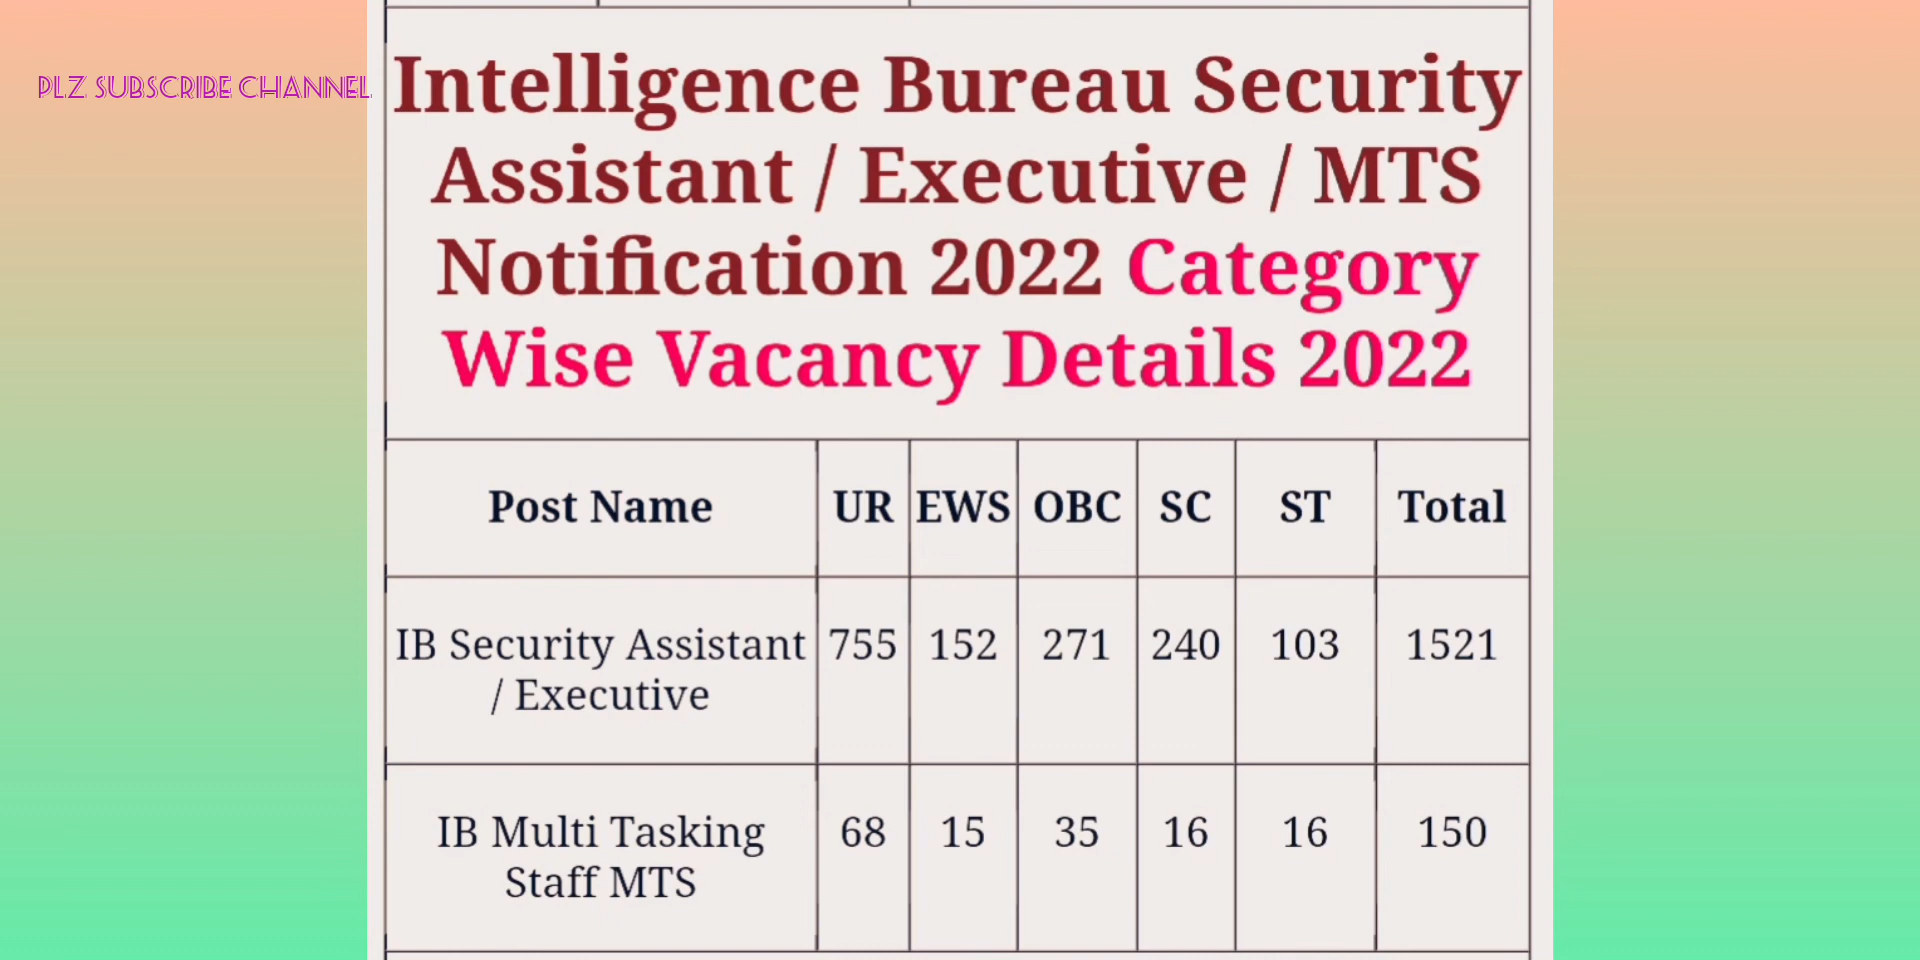 PLZ SUBSCRIBE CHANNEL
Intelligence Bureau Security
Assistant / Executive / MTS
Notification 2022 Category
Wise Vacancy Details 2022
Post Name UR EWS OBC SC ST Total
IB Security Assistant 755 152 271 240 103 1521
/ Executive
IB Multi Tasking 68 15 35 16 16 150
Staff MTS